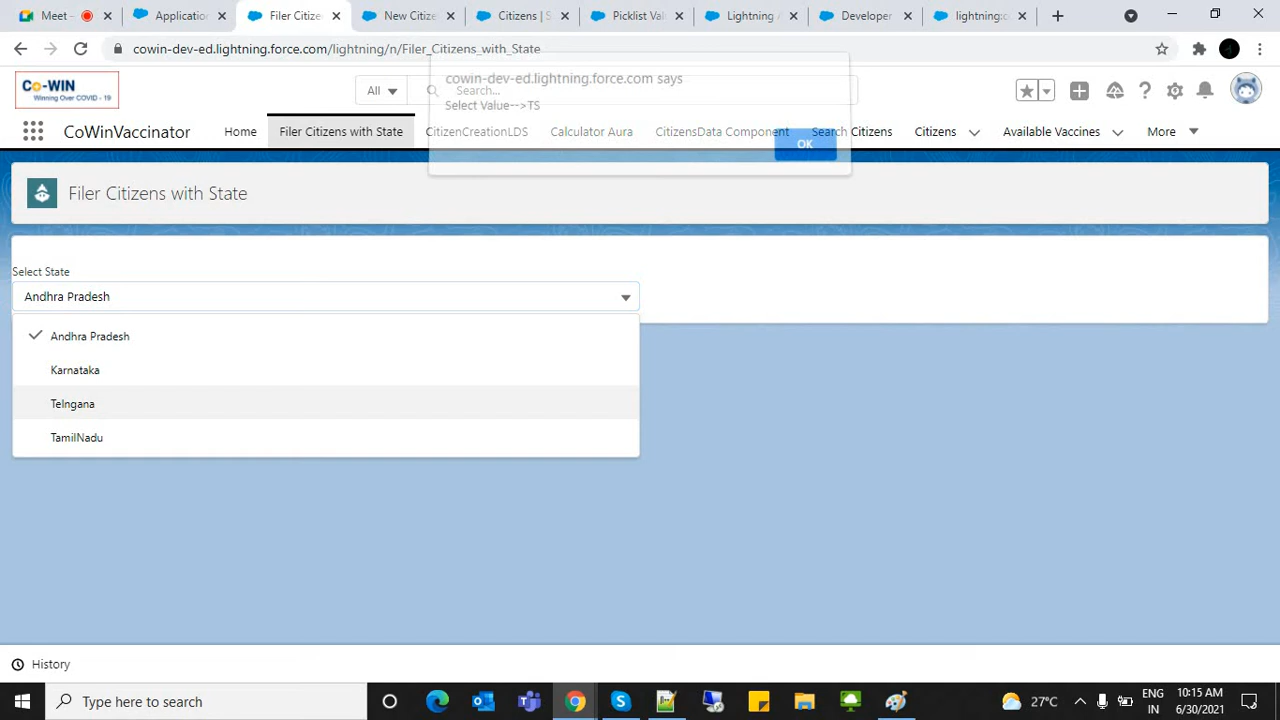 Meet -
Application
Filer Citize
New Citize
Citizens | S
Picklist Valu
Lightning A
Developer
lightning:c
cowin-dev-ed.lightning.force.com/lightning/n/Filer_Citizens_with_State
Co-WIN
Winning Over COVID - 19
All
Search...
cowin-dev-ed.lightning.force.com says
Select Value-->TS
OK
CoWinVaccinator
Home
Filer Citizens with State
CitizenCreationLDS
Calculator Aura
CitizensData Component
Search Citizens
Citizens
Available Vaccines
More
Filer Citizens with State
Select State
Andhra Pradesh
Andhra Pradesh
Karnataka
Telngana
TamilNadu
History
Type here to search
27°C
ENG
IN
10:15 AM
6/30/2021